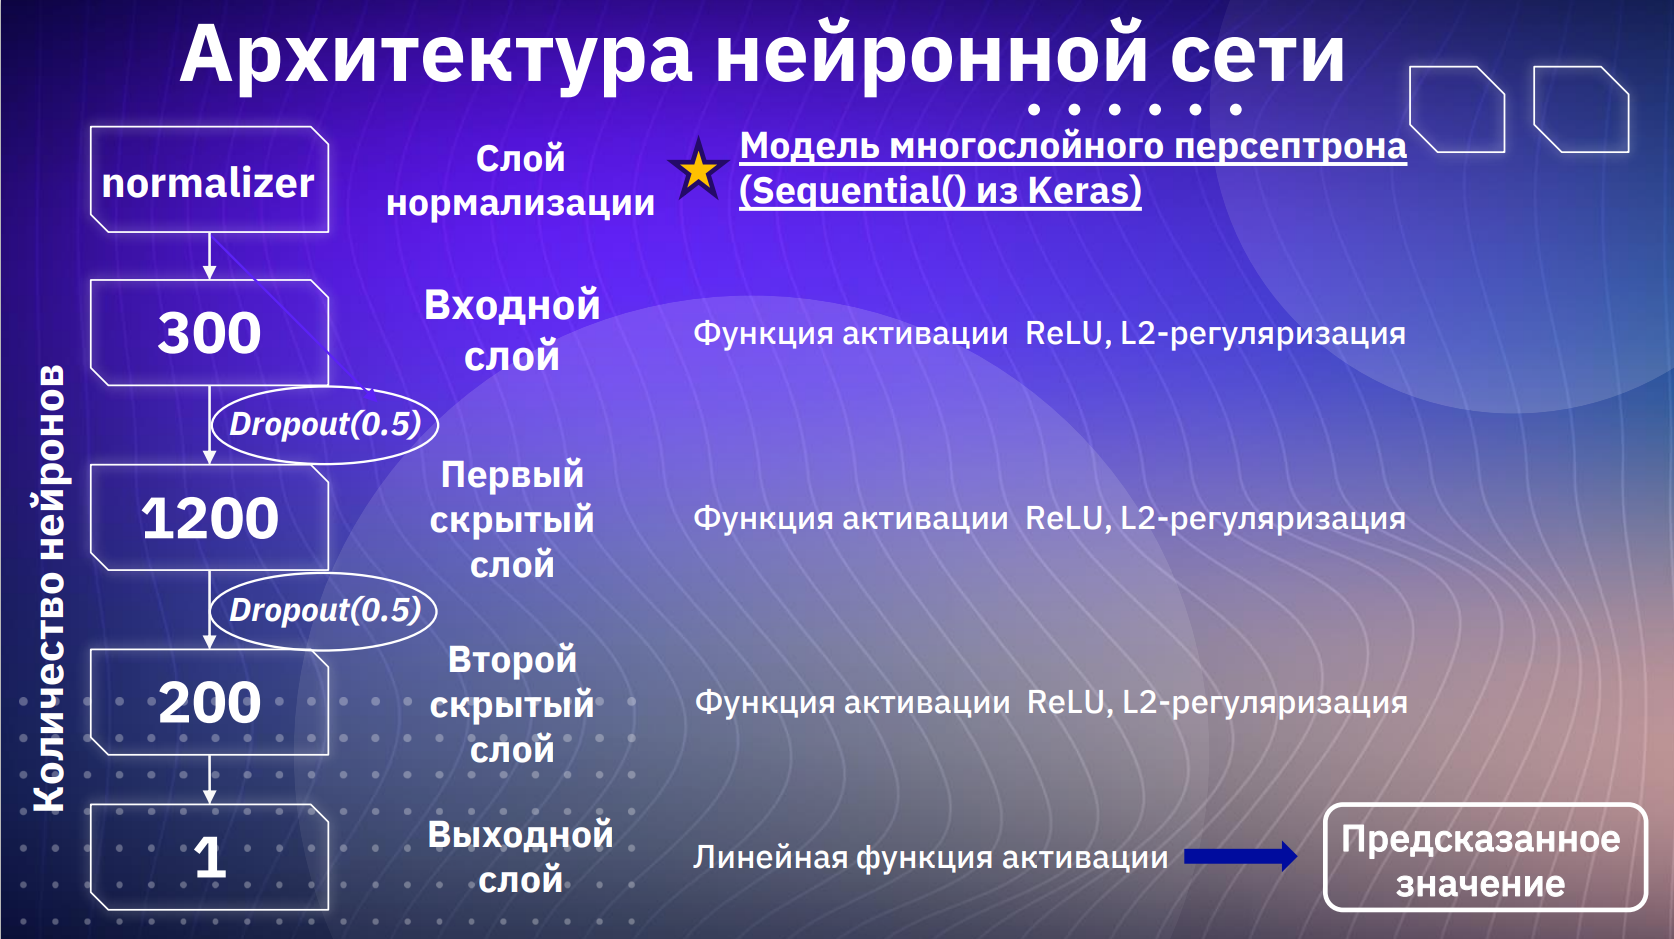 Архитектура нейронной сети
normalizer
Слой
нормализации
Модель многослойного персептрона
(Sequential() из Keras)
Количество нейронов
300
Входной
слой
Функция активации ReLU, L2-регуляризация
Dropout(0.5)
1200
Первый
скрытый
слой
Функция активации ReLU, L2-регуляризация
Dropout(0.5)
200
Второй
скрытый
слой
Функция активации ReLU, L2-регуляризация
1
Выходной
слой
Линейная функция активации
Предсказанное
значение